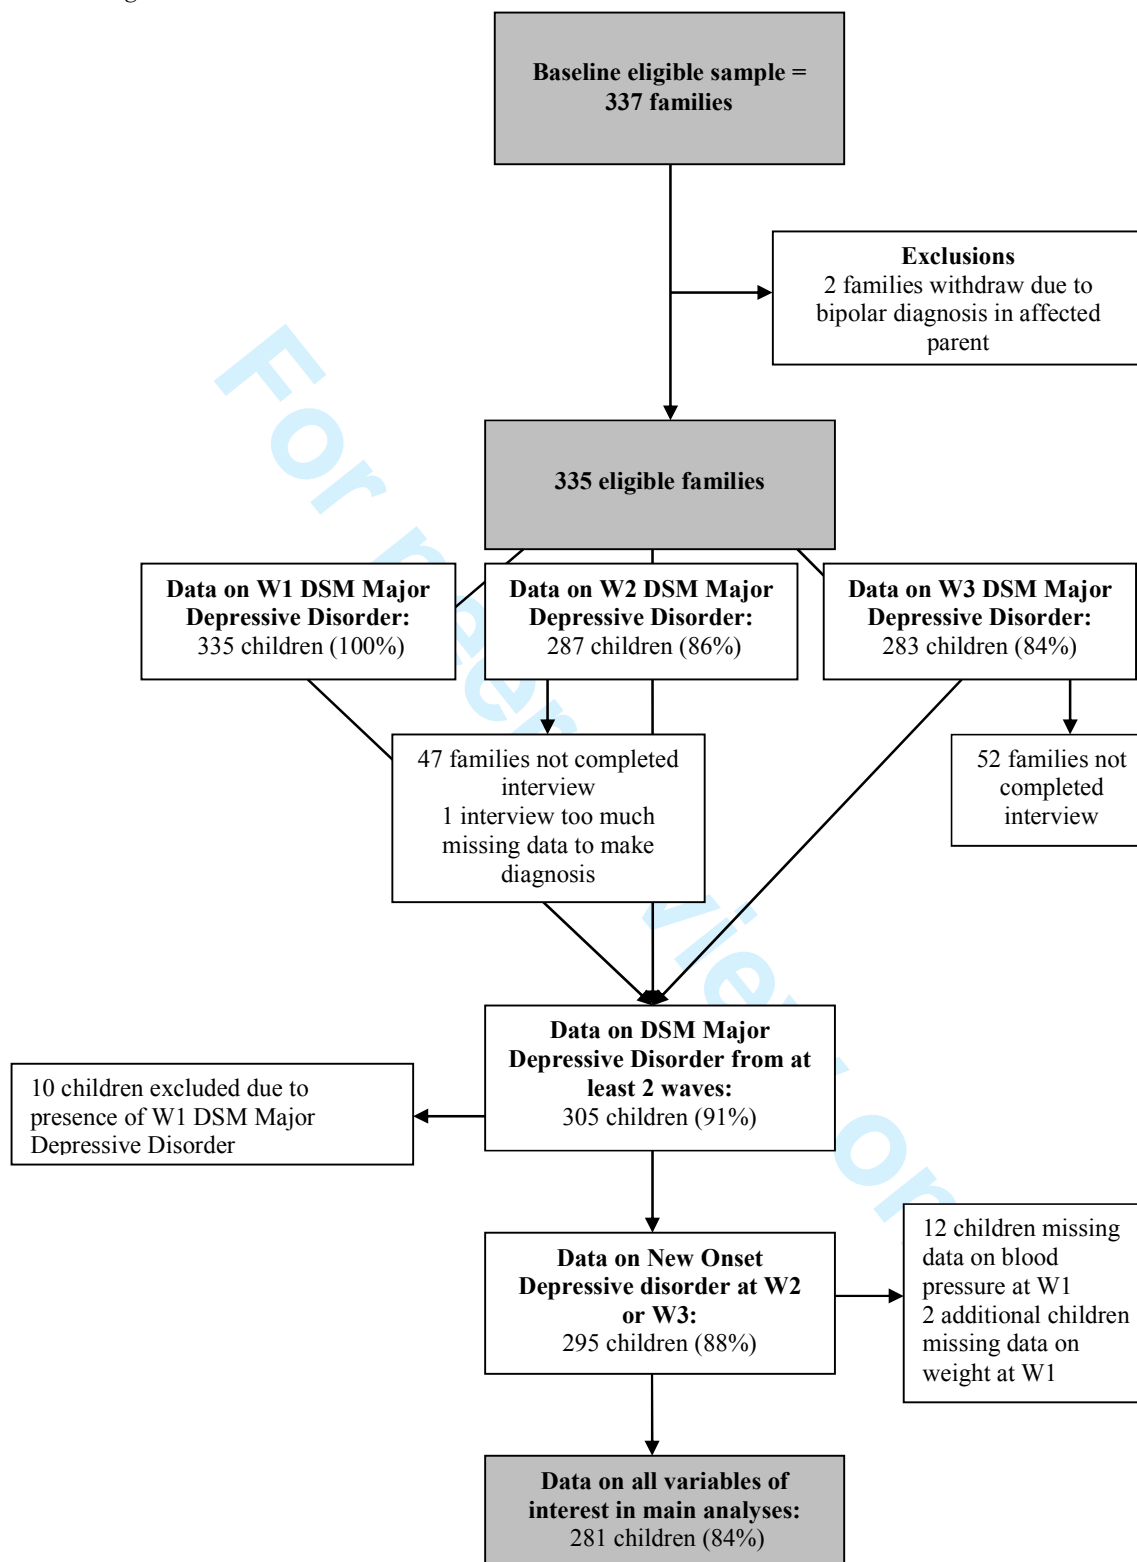 Baseline eligible sample =
337 families
Exclusions
2 families withdraw due to
bipolar diagnosis in affected
parent
335 eligible families
Data on W1 DSM Major
Depressive Disorder:
335 children (100%)
Data on W2 DSM Major
Depressive Disorder:
287 children (86%)
Data on W3 DSM Major
Depressive Disorder:
283 children (84%)
47 families not completed
interview
1 interview too much
missing data to make
diagnosis
52 families not
completed
interview
Data on DSM Major
Depressive Disorder from at
least 2 waves:
305 children (91%)
10 children excluded due to
presence of W1 DSM Major
Depressive Disorder
Data on New Onset
Depressive disorder at W2
or W3:
295 children (88%)
12 children missing
data on blood
pressure at W1
2 additional children
missing data on
weight at W1
Data on all variables of
interest in main analyses:
281 children (84%)